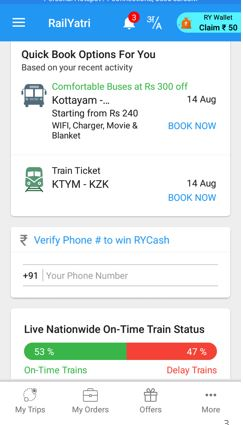 RailYatri
3
अ/A
RY Wallet
Claim ₹ 50
Quick Book Options For You
Based on your recent activity
Comfortable Buses at Rs 300 off
Kottayam -...
14 Aug
Starting from Rs 240
WIFI, Charger, Movie &
Blanket
BOOK NOW
Train Ticket
KTYM - KZK
14 Aug
BOOK NOW
₹ Verify Phone # to win RYCash
+91
Your Phone Number
Live Nationwide On-Time Train Status
53 %
47 %
On-Time Trains
Delay Trains
My Trips
My Orders
Offers
More